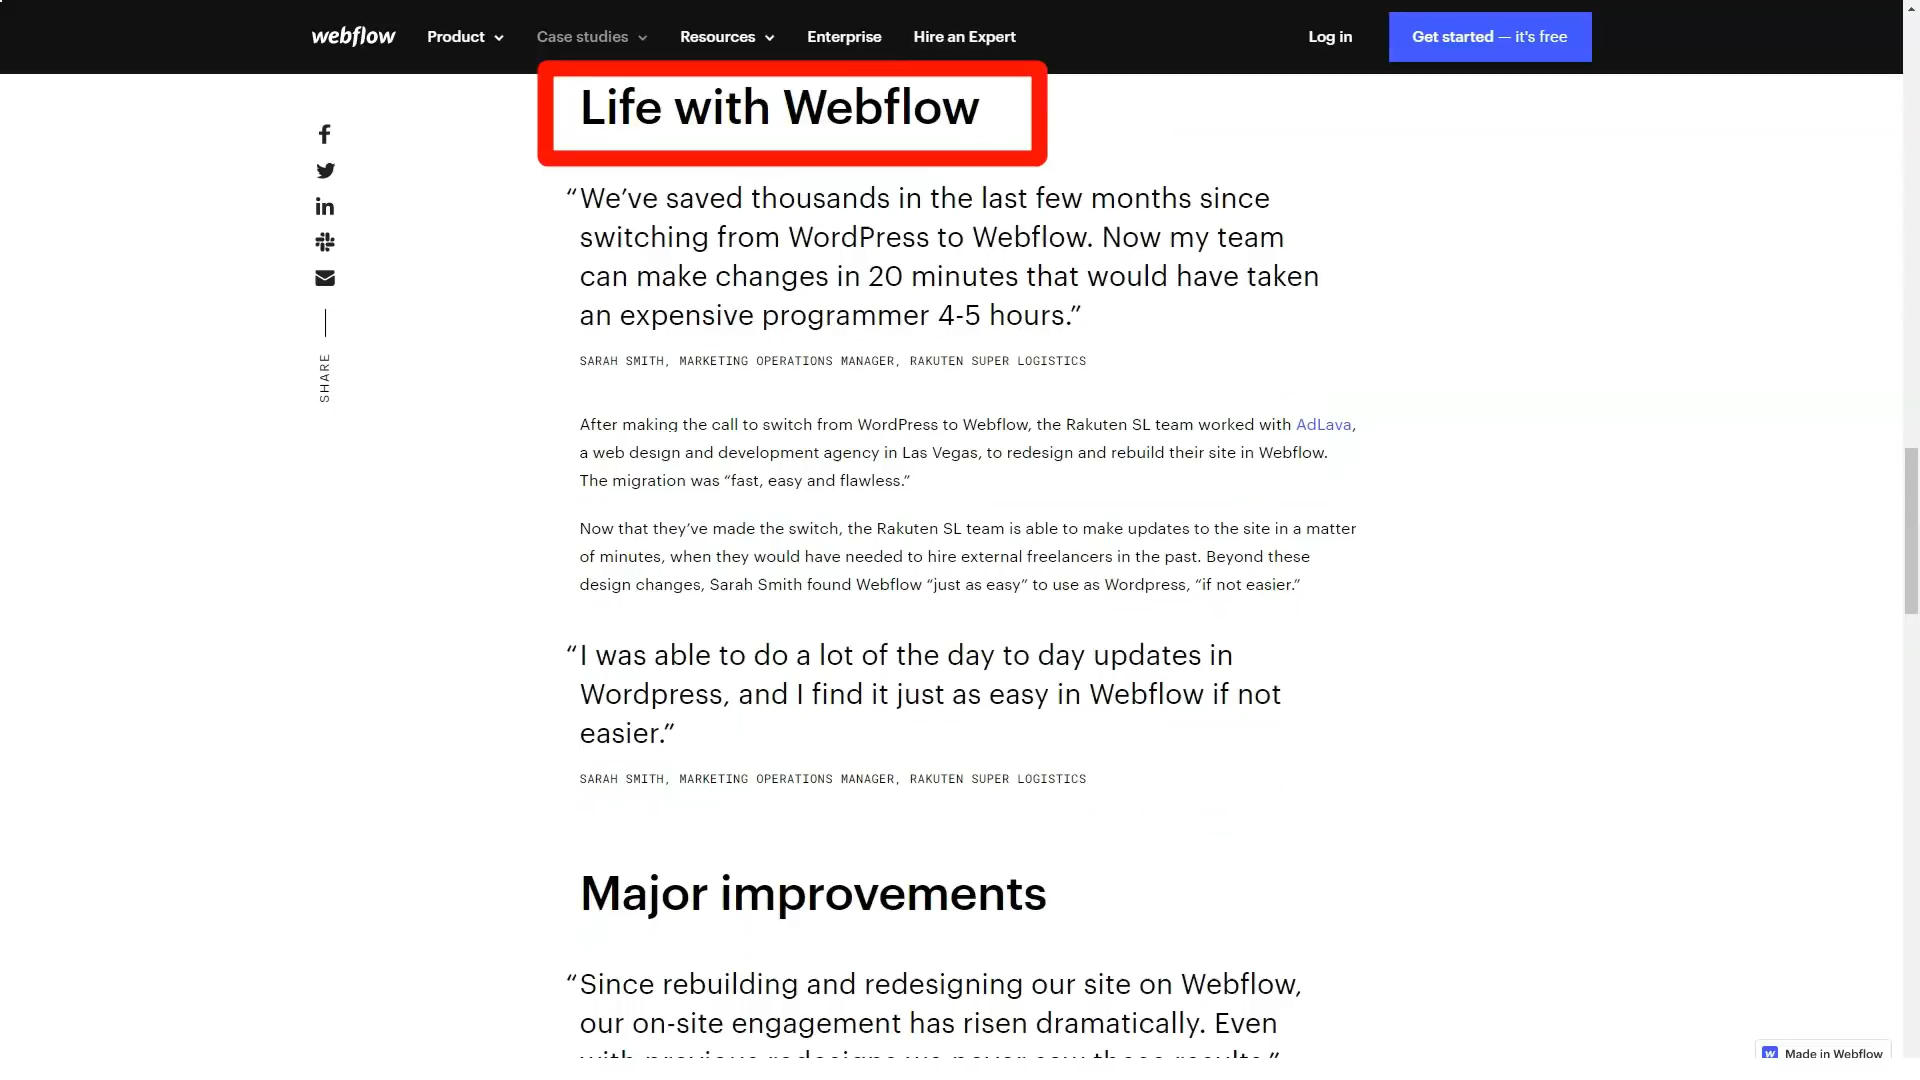 webflow Product Case studies Resources Enterprise Hire an Expert Log in Get started — it's free
Life with Webflow
“We’ve saved thousands in the last few months since
switching from WordPress to Webflow. Now my team
can make changes in 20 minutes that would have taken
an expensive programmer 4-5 hours.”
SARAH SMITH, MARKETING OPERATIONS MANAGER, RAKUTEN SUPER LOGISTICS
SHARE
After making the call to switch from WordPress to Webflow, the Rakuten SL team worked with AdLava,
a web design and development agency in Las Vegas, to redesign and rebuild their site in Webflow.
The migration was “fast, easy and flawless.”
Now that they’ve made the switch, the Rakuten SL team is able to make updates to the site in a matter
of minutes, when they would have needed to hire external freelancers in the past. Beyond these
design changes, Sarah Smith found Webflow “just as easy” to use as Wordpress, “if not easier.”
“I was able to do a lot of the day to day updates in
Wordpress, and I find it just as easy in Webflow if not
easier.”
SARAH SMITH, MARKETING OPERATIONS MANAGER, RAKUTEN SUPER LOGISTICS
Major improvements
“Since rebuilding and redesigning our site on Webflow,
our on-site engagement has risen dramatically. Even
with previous redesigns we never saw these results.”
Made in Webflow